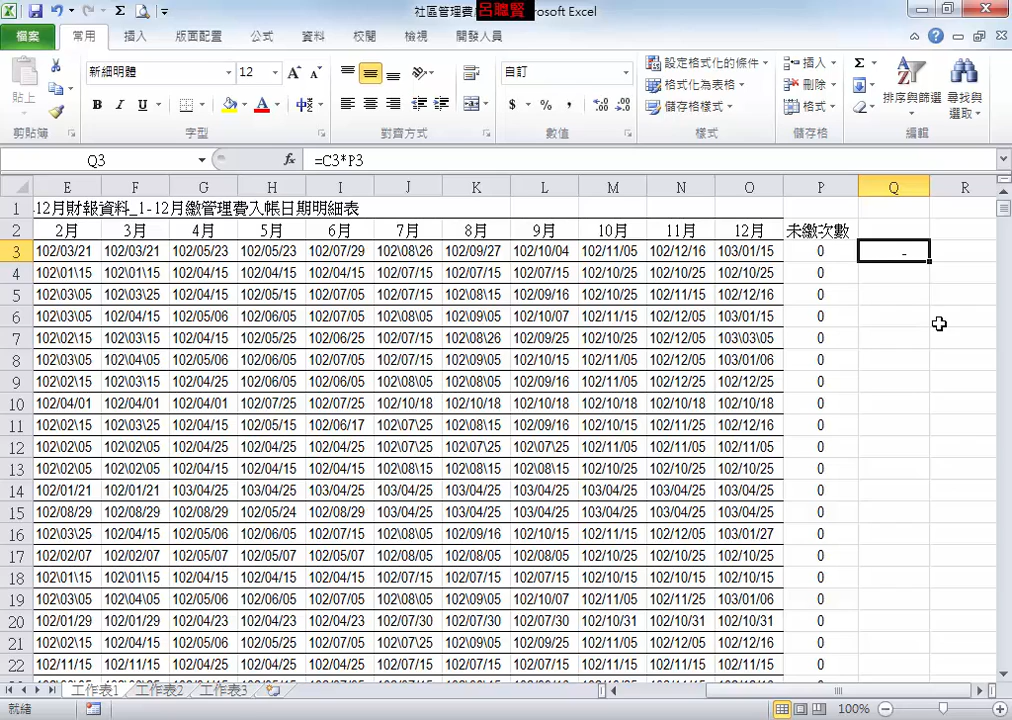 社區管理費 呂聰賢 osoft Excel
檔案 常用 插入 版面配置 公式 資料 校閱 檢視 開發人員
新細明體 12 自訂 設定格式化的條件 插入 Σ
貼上 格式化為表格 刪除 排序與篩選 尋找與選取
B I U $ % , 儲存格樣式 格式
剪貼簿 字型 對齊方式 數值 樣式 儲存格 編輯
Q3 fx =C3*P3
E F G H I J K L M N O P Q R
1 12月財報資料_1-12月繳管理費入帳日期明細表
2 2月 3月 4月 5月 6月 7月 8月 9月 10月 11月 12月 未繳次數
3 102/03/21 102/03/21 102/05/23 102/05/23 102/07/29 102\08\26 102/09/27 102/10/04 102/11/05 102/12/16 103/01/15 0 -
4 102\01\15 102\01\15 102/04/15 102/04/15 102/04/15 102/07/15 102/07/15 102/07/15 102/10/25 102/10/25 102/10/25 0
5 102\03\05 102\03\25 102/04/15 102/05/15 102/07/05 102/07/15 102\08\15 102/09/16 102/10/25 102/11/15 102/12/16 0
6 102\03\05 102/04/15 102/05/06 102/06/05 102/07/05 102\08\05 102\09\05 102/10/07 102/11/15 102/12/05 103/01/15 0
7 102\02\15 102\03\15 102/04/15 102/05/25 102/06/25 102/07/15 102\08\26 102/09/25 102/10/25 102/12/05 103\03\05 0
8 102\03\05 102\04\05 102/05/06 102/06/05 102/07/05 102\08\05 102\09\05 102/10/15 102/11/05 102/12/05 103/01/06 0
9 102\02\15 102\03\15 102/04/25 102/06/05 102/06/05 102\08\05 102\08\05 102/09/16 102/11/05 102/12/25 102/12/25 0
10 102/04/01 102/04/01 102/04/01 102/07/25 102/07/25 102/10/18 102/10/18 102/10/18 102/10/18 102/10/18 102/10/18 0
11 102\02\15 102\03\25 102/04/15 102/05/15 102/06/17 102\07\25 102\08\15 102/09/16 102/10/15 102/11/25 102/12/16 0
12 102\02\05 102\02\05 102/04/25 102/04/25 102/04/25 102\07\25 102\07\25 102\07\25 102/11/05 102/11/05 102/11/05 0
13 102\02\05 102\02\05 102/04/15 102/04/15 102/04/15 102\08\15 102\08\15 102\08\15 102/10/25 102/10/25 102/10/25 0
14 102/01/21 102/01/21 103/04/25 103/04/25 103/04/25 103/04/25 103/04/25 103/04/25 103/04/25 103/04/25 103/04/25 0
15 102/08/29 102/08/29 102/08/29 102/05/24 102/08/29 103/04/25 103/04/25 103/04/25 103/04/25 103/04/25 103/04/25 0
16 102\03\25 102/04/15 102/05/06 102/06/05 102/07/15 102\08\05 102/09/16 102/10/15 102/11/15 102/12/05 103/01/27 0
17 102/02/07 102/02/07 102/05/07 102/05/07 102/05/07 102/08/05 102/08/05 102/08/05 102/10/25 102/10/25 102/10/25 0
18 102\01\15 102\01\15 102/04/15 102/04/15 102/04/15 102/07/15 102/07/15 102/07/15 102/10/15 102/10/15 102/10/15 0
19 102\03\05 102\04\05 102/05/06 102/06/05 102/07/05 102\08\05 102\09\05 102/10/07 102/11/15 102/11/25 103/01/06 0
20 102/01/29 102/01/29 102/04/23 102/04/23 102/04/23 102/07/30 102/07/30 102/07/30 102/10/31 102/10/31 102/10/31 0
21 102\02\15 102/04/15 102/05/06 102/05/25 102/07/05 102\07\25 102\09\05 102/09/25 102/11/05 102/12/05 102/12/16 0
22 102/11/15 102/11/15 102/04/25 102/04/25 102/04/25 102/07/15 102/07/15 102/07/15 102/10/15 102/10/15 102/10/15 0
工作表1 工作表2 工作表3
就緒 100%